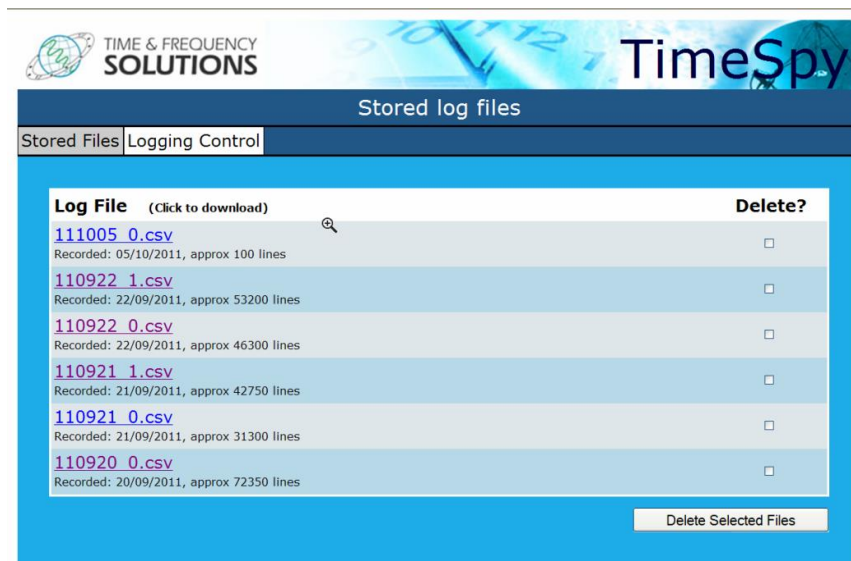 TIME & FREQUENCY
SOLUTIONS
TimeSpy
Stored log files
Stored Files Logging Control
Log File (Click to download) Delete?
111005_0.csv
Recorded: 05/10/2011, approx 100 lines
110922_1.csv
Recorded: 22/09/2011, approx 53200 lines
110922_0.csv
Recorded: 22/09/2011, approx 46300 lines
110921_1.csv
Recorded: 21/09/2011, approx 42750 lines
110921_0.csv
Recorded: 21/09/2011, approx 31300 lines
110920_0.csv
Recorded: 20/09/2011, approx 72350 lines
Delete Selected Files